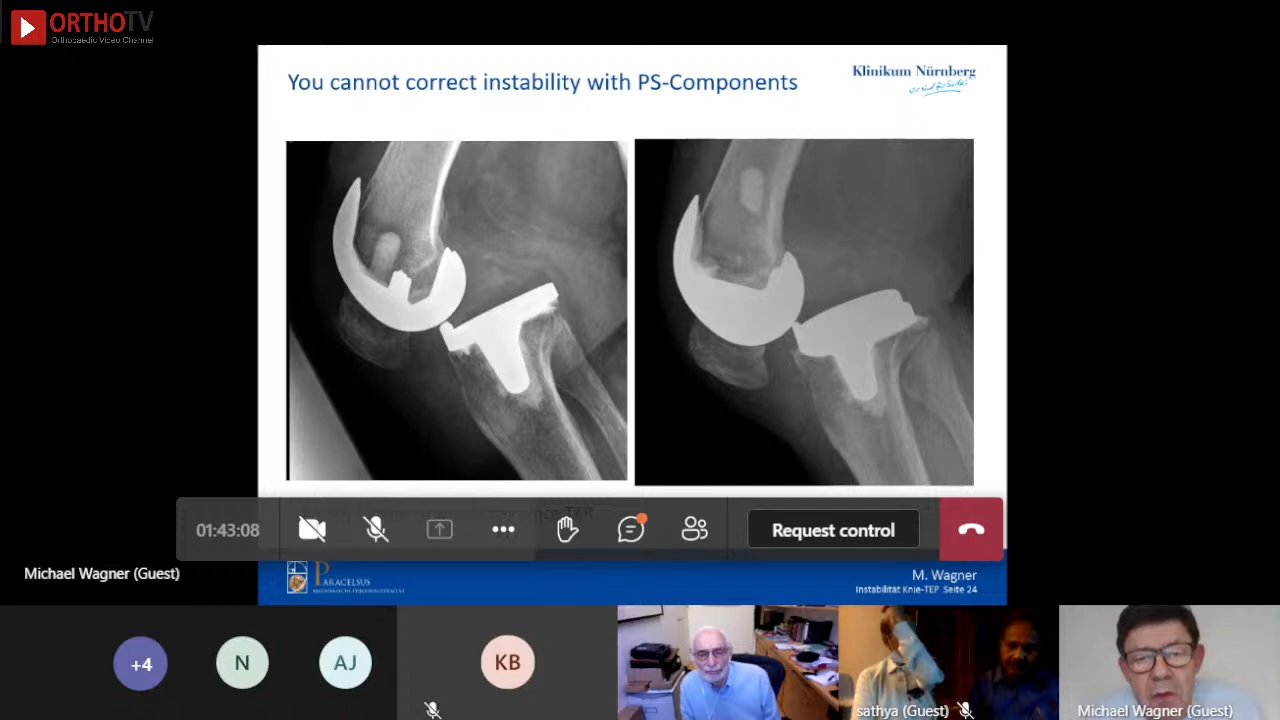 ORTHOTV
Orthopaedic Video Channel
You cannot correct instability with PS-Components
Klinikum Nürnberg
01:43:08
Request control
Michael Wagner (Guest)
PARACELSUS
M. Wagner
Instabilität Knie-TEP Seite 24
+4
N
AJ
KB
sathya (Guest)
Michael Wagner (Guest)